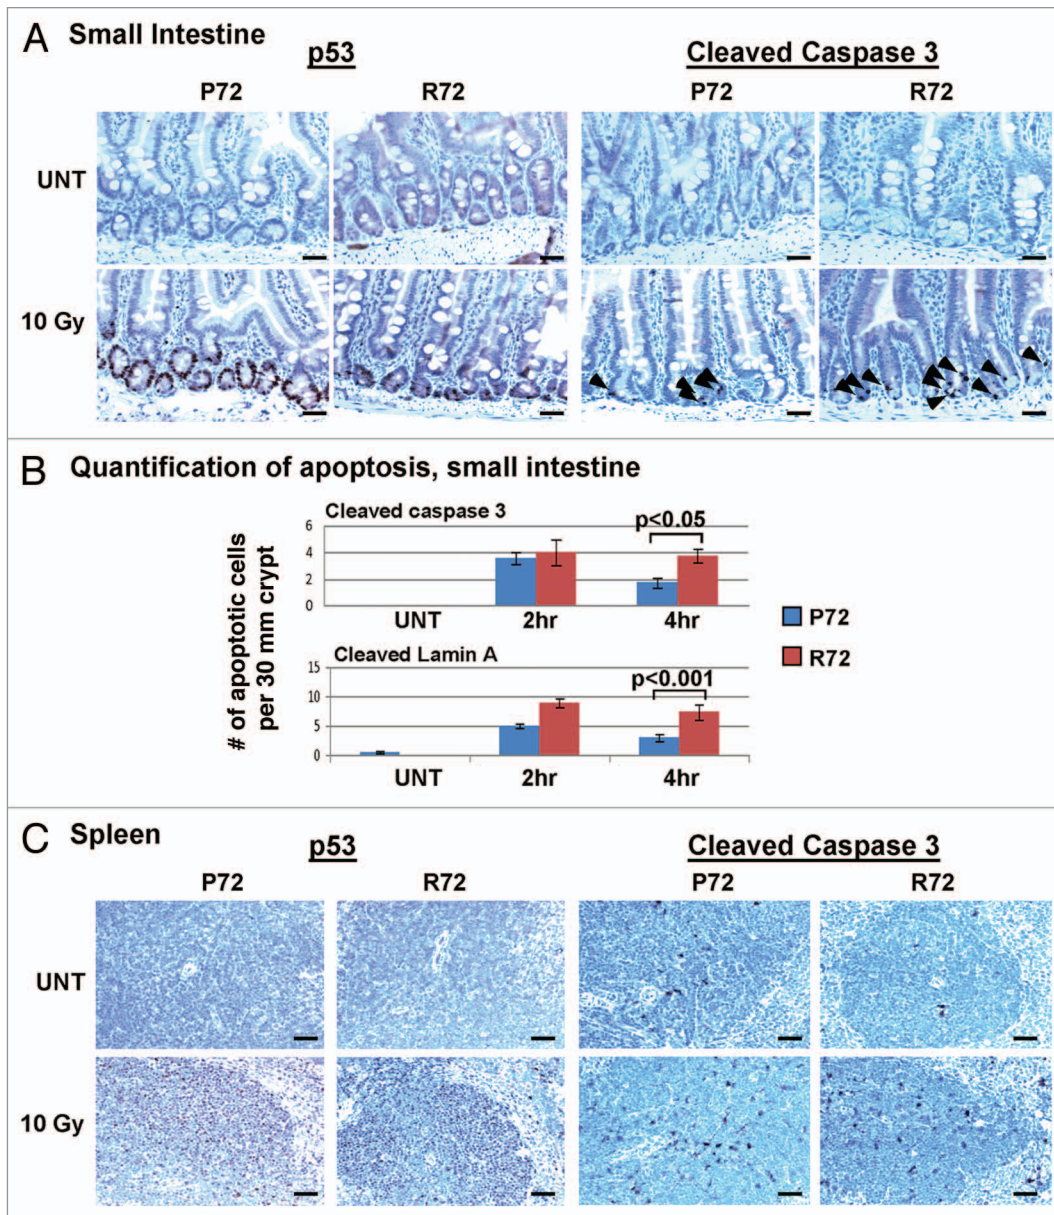 A Small Intestine
p53 Cleaved Caspase 3
P72 R72 P72 R72
UNT
10 Gy
B Quantification of apoptosis, small intestine
# of apoptotic cells
per 30 mm crypt
Cleaved caspase 3
6
4
2
0
p<0.05
UNT 2hr 4hr
Cleaved Lamin A
15
10
5
0
p<0.001
UNT 2hr 4hr
P72
R72
C Spleen
p53 Cleaved Caspase 3
P72 R72 P72 R72
UNT
10 Gy